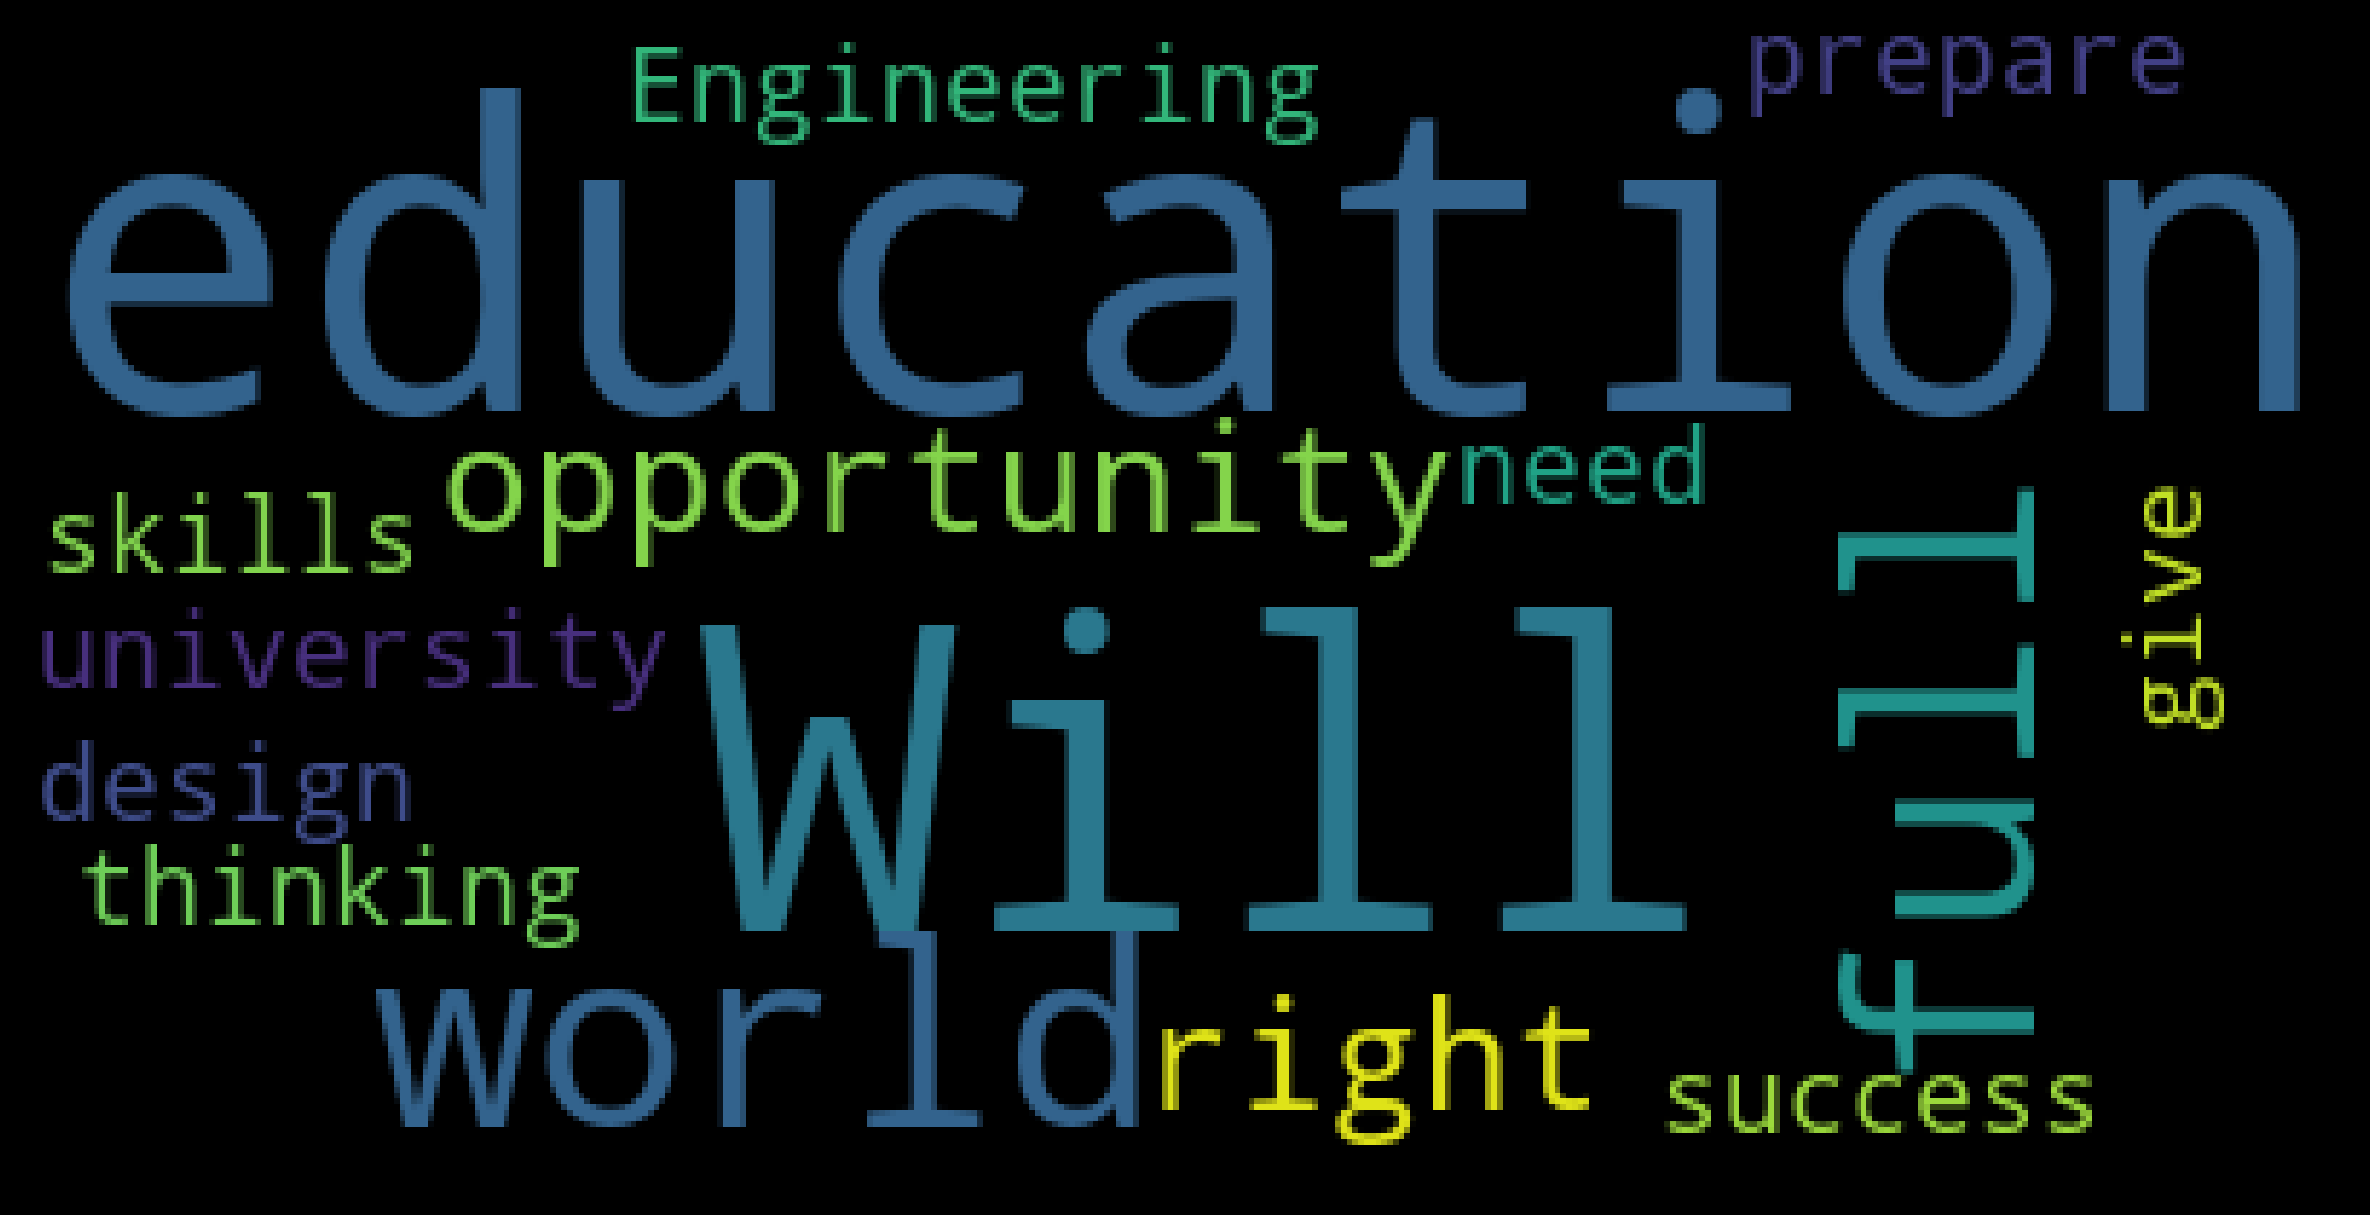 Engineering
prepare
education
opportunity
need
skills
full
give
university
Will
design
thinking
world
right
success